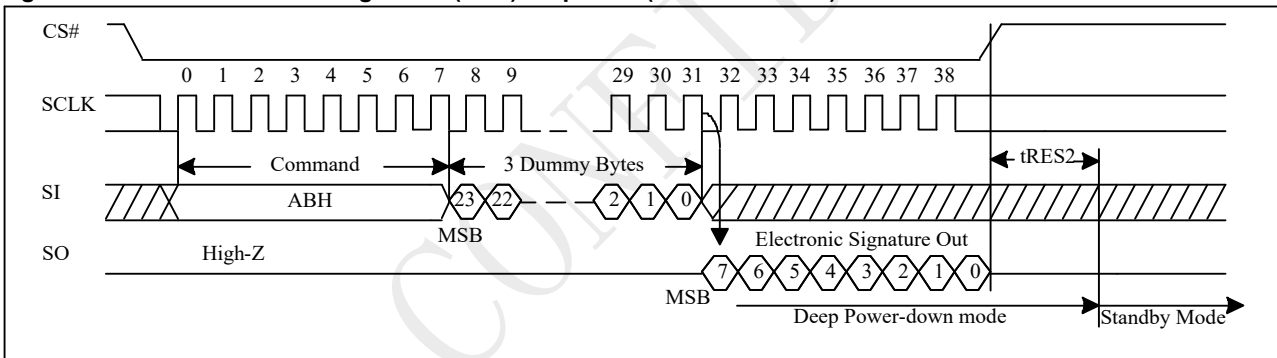 CS#
0 1 2 3 4 5 6 7 8 9 29 30 31 32 33 34 35 36 37 38
SCLK
Command 3 Dummy Bytes tRES2
SI ABH 23 22 2 1 0
MSB
SO High-Z Electronic Signature Out
7 6 5 4 3 2 1 0
MSB
Deep Power-down mode Standby Mode